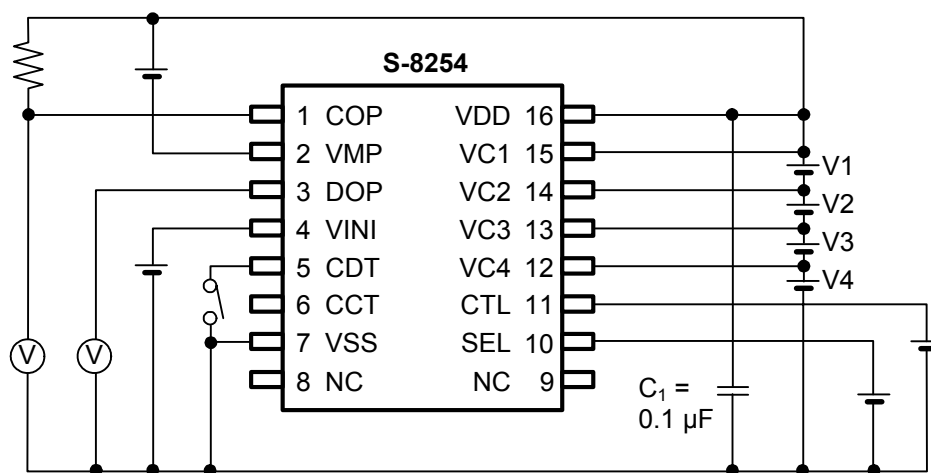 S-8254
1 COP
2 VMP
3 DOP
4 VINI
5 CDT
6 CCT
7 VSS
8 NC
VDD 16
VC1 15
VC2 14
VC3 13
VC4 12
CTL 11
SEL 10
NC 9
V1
V2
V3
V4
V
V
C₁ =
0.1 µF